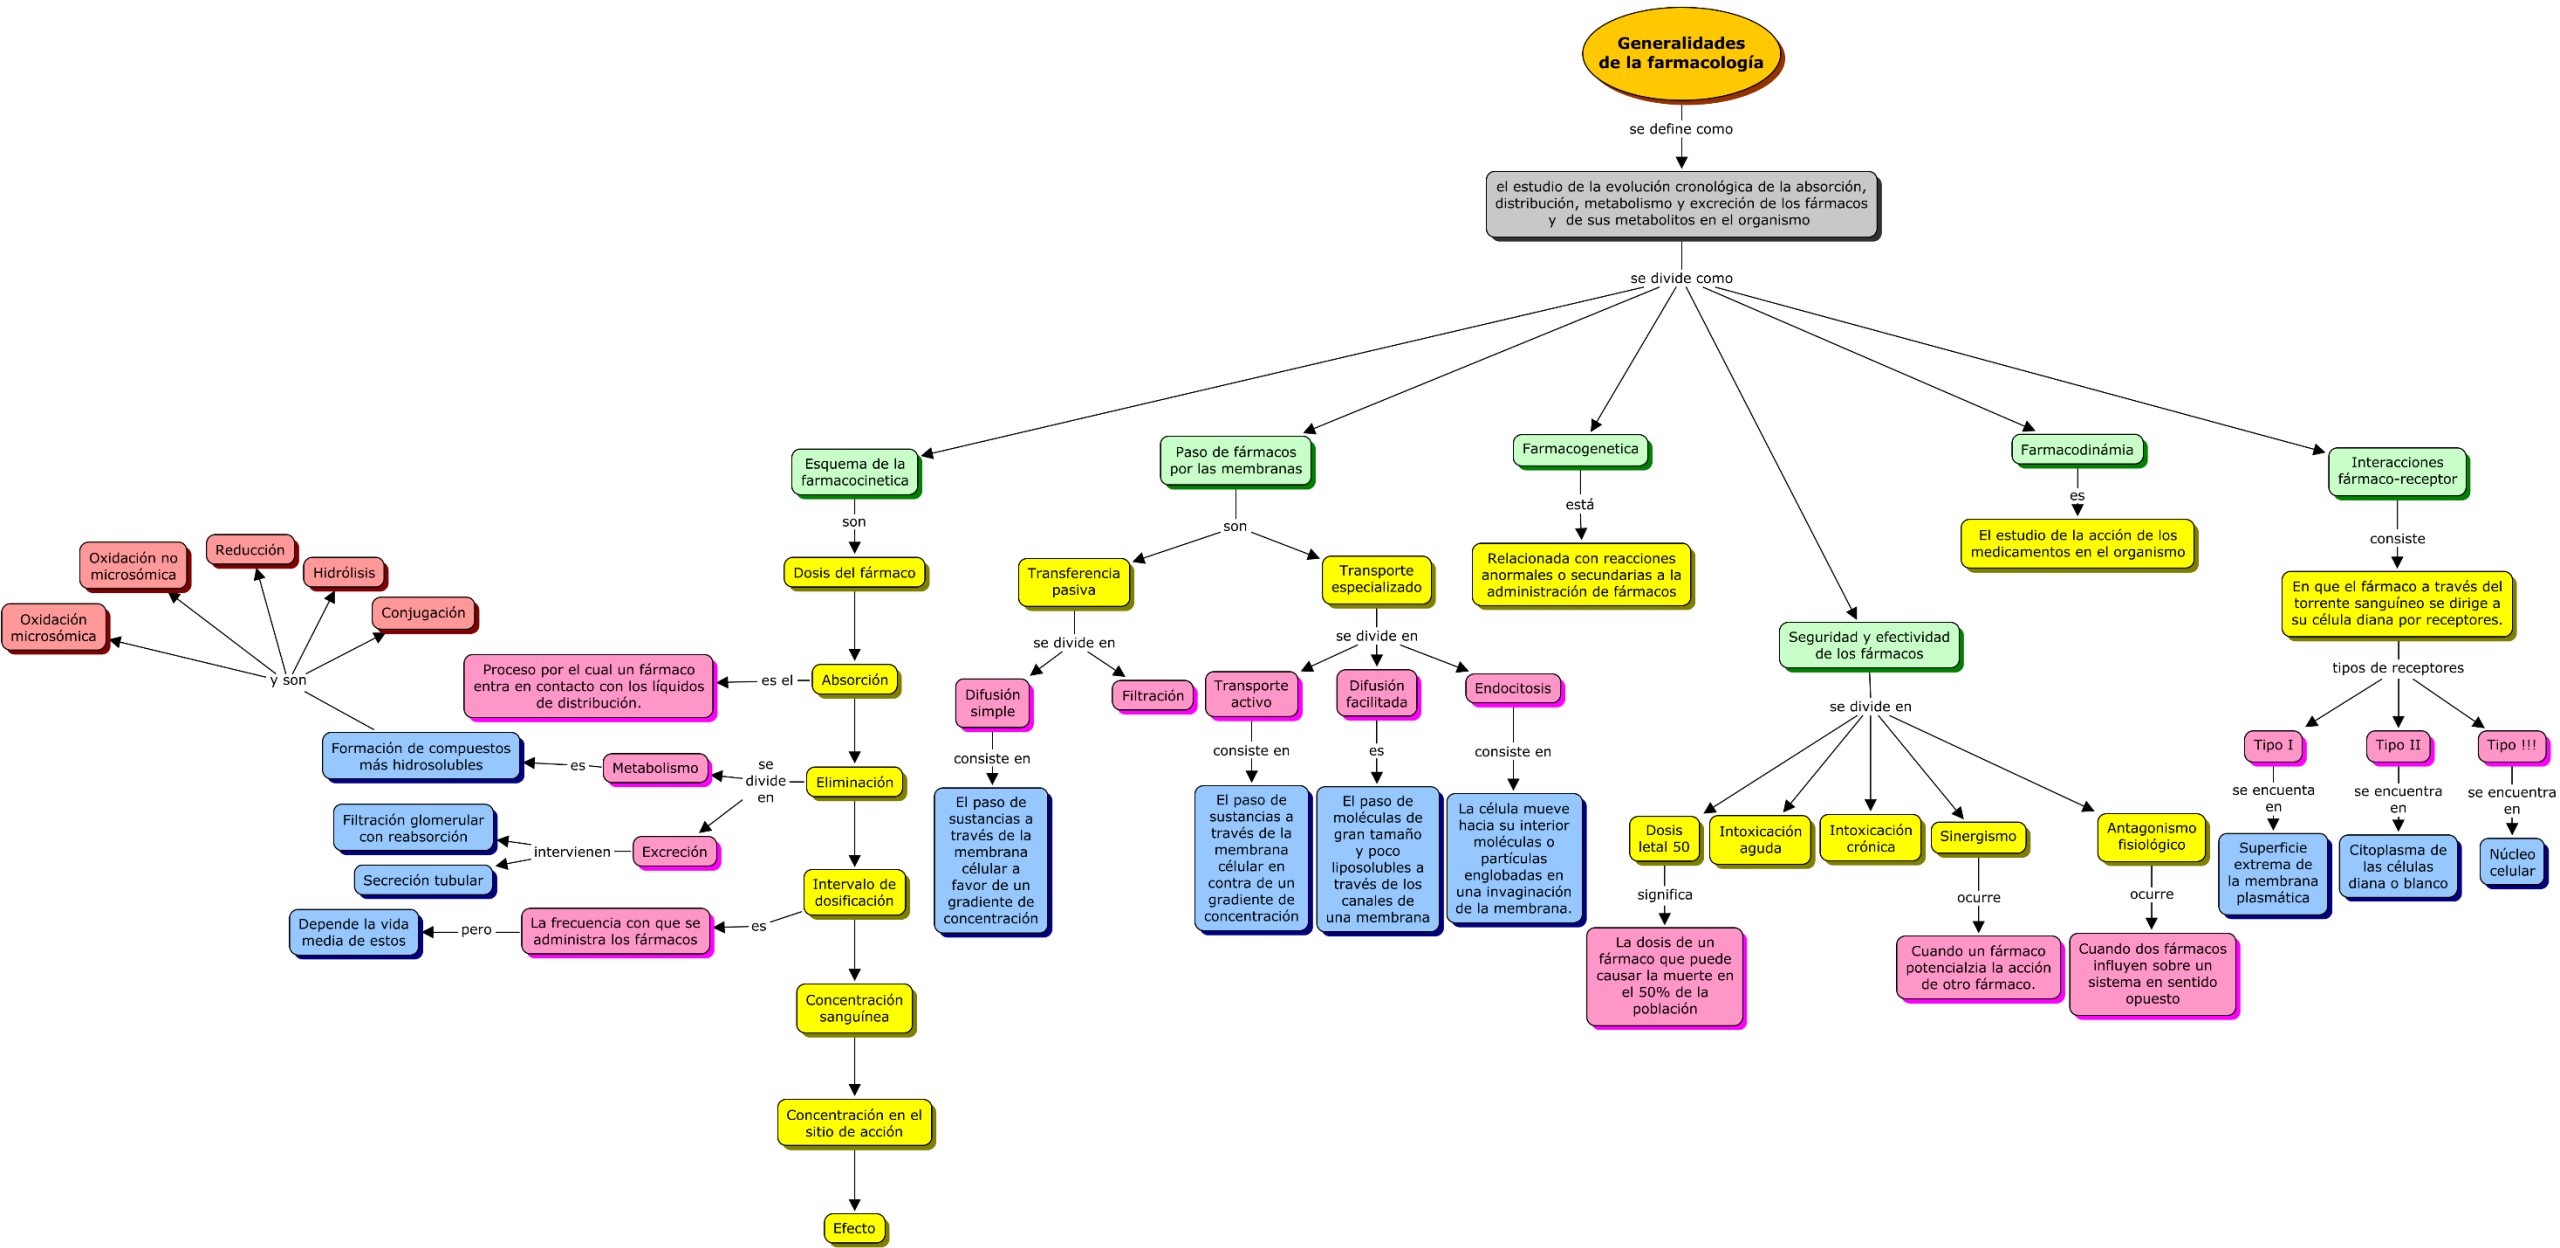 Generalidades
de la farmacología
se define como
el estudio de la evolución cronológica de la absorción,
distribución, metabolismo y excreción de los fármacos
y de sus metabolitos en el organismo
se divide como
Esquema de la
farmacocinetica
son
Dosis del fármaco
Absorción
es el
Proceso por el cual un fármaco
entra en contacto con los líquidos
de distribución.
Eliminación
se
divide
en
Metabolismo
es
Formación de compuestos
más hidrosolubles
y son
Oxidación
microsómica
Oxidación no
microsómica
Reducción
Hidrólisis
Conjugación
Excreción
intervienen
Filtración glomerular
con reabsorción
Secreción tubular
Intervalo de
dosificación
es
La frecuencia con que se
administra los fármacos
pero
Depende la vida
media de estos
Concentración
sanguínea
Concentración en el
sitio de acción
Efecto
Paso de fármacos
por las membranas
son
Transferencia
pasiva
se divide en
Difusión
simple
consiste en
El paso de
sustancias a
través de la
membrana
célular a
favor de un
gradiente de
concentración
Filtración
Transporte
especializado
se divide en
Transporte
activo
consiste en
El paso de
sustancias a
través de la
membrana
célular en
contra de un
gradiente de
concentración
Difusión
facilitada
es
El paso de
moléculas de
gran tamaño
y poco
liposolubles a
través de los
canales de
una membrana
Endocitosis
consiste en
La célula mueve
hacia su interior
moléculas o
partículas
englobadas en
una invaginación
de la membrana.
Farmacogenetica
está
Relacionada con reacciones
anormales o secundarias a la
administración de fármacos
Seguridad y efectividad
de los fármacos
se divide en
Dosis
letal 50
significa
La dosis de un
fármaco que puede
causar la muerte en
el 50% de la
población
Intoxicación
aguda
Intoxicación
crónica
Sinergismo
ocurre
Cuando un fármaco
potencialzia la acción
de otro fármaco.
Antagonismo
fisiológico
ocurre
Cuando dos fármacos
influyen sobre un
sistema en sentido
opuesto
Farmacodinámia
es
El estudio de la acción de los
medicamentos en el organismo
Interacciones
fármaco-receptor
consiste
En que el fármaco a través del
torrente sanguíneo se dirige a
su célula diana por receptores.
tipos de receptores
Tipo I
se encuenta
en
Superficie
extrema de
la membrana
plasmática
Tipo II
se encuentra
en
Citoplasma de
las células
diana o blanco
Tipo !!!
se encuentra
en
Núcleo
celular